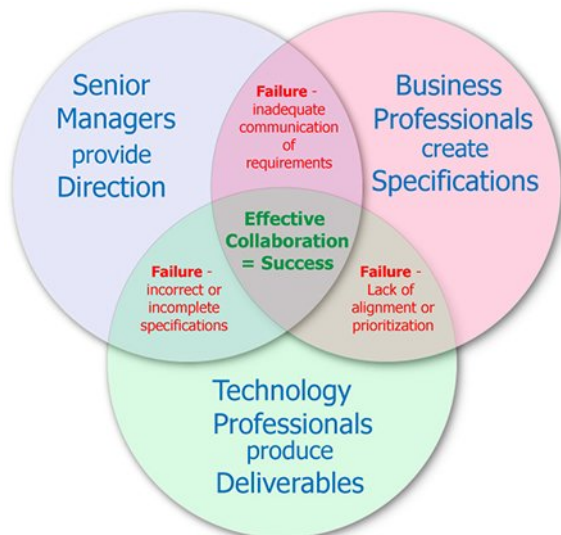 Senior
Managers
provide
Direction
Failure -
inadequate
communication
of
requirements
Business
Professionals
create
Specifications
Effective
Collaboration
= Success
Failure -
incorrect or
incomplete
specifications
Failure -
Lack of
alignment or
prioritization
Technology
Professionals
produce
Deliverables